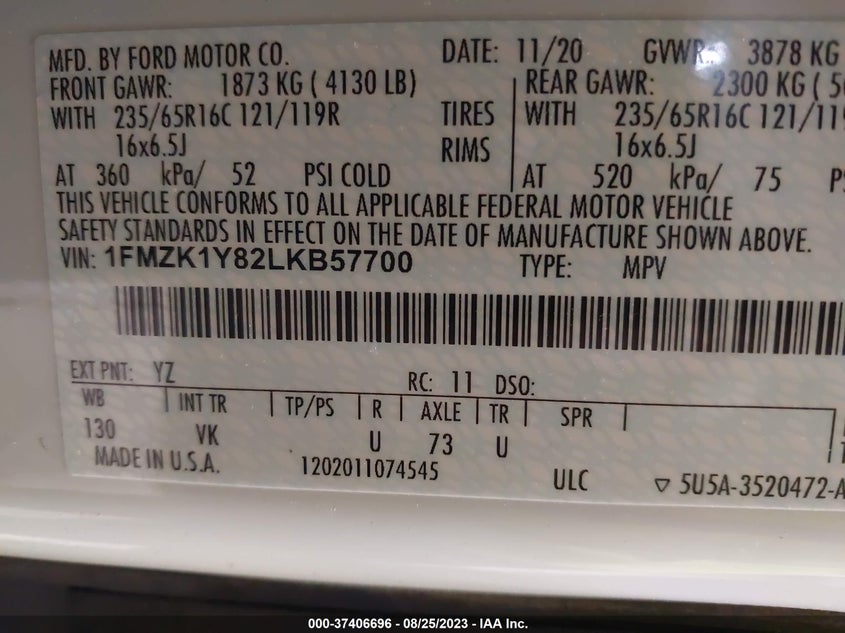 MFD. BY FORD MOTOR CO. DATE: 11/20 GVWR: 3878 KG
FRONT GAWR: 1873 KG ( 4130 LB) REAR GAWR: 2300 KG (
WITH 235/65R16C 121/119R TIRES WITH 235/65R16C 121/119
16x6.5J RIMS 16x6.5J
AT 360 kPa/ 52 PSI COLD AT 520 kPa/ 75
THIS VEHICLE CONFORMS TO ALL APPLICABLE FEDERAL MOTOR VEHICLE
SAFETY STANDARDS IN EFFECT ON THE DATE OF MANUFACTURE SHOWN ABOVE.
VIN: 1FMZK1Y82LKB57700 TYPE: MPV
EXT PNT: YZ RC: 11 DSO:
WB INT TR TP/PS R AXLE TR SPR
130 VK U 73 U
MADE IN U.S.A. 1202011074545 ULC ▽ 5U5A-3520472-A
000-37406696 - 08/25/2023 - IAA Inc.